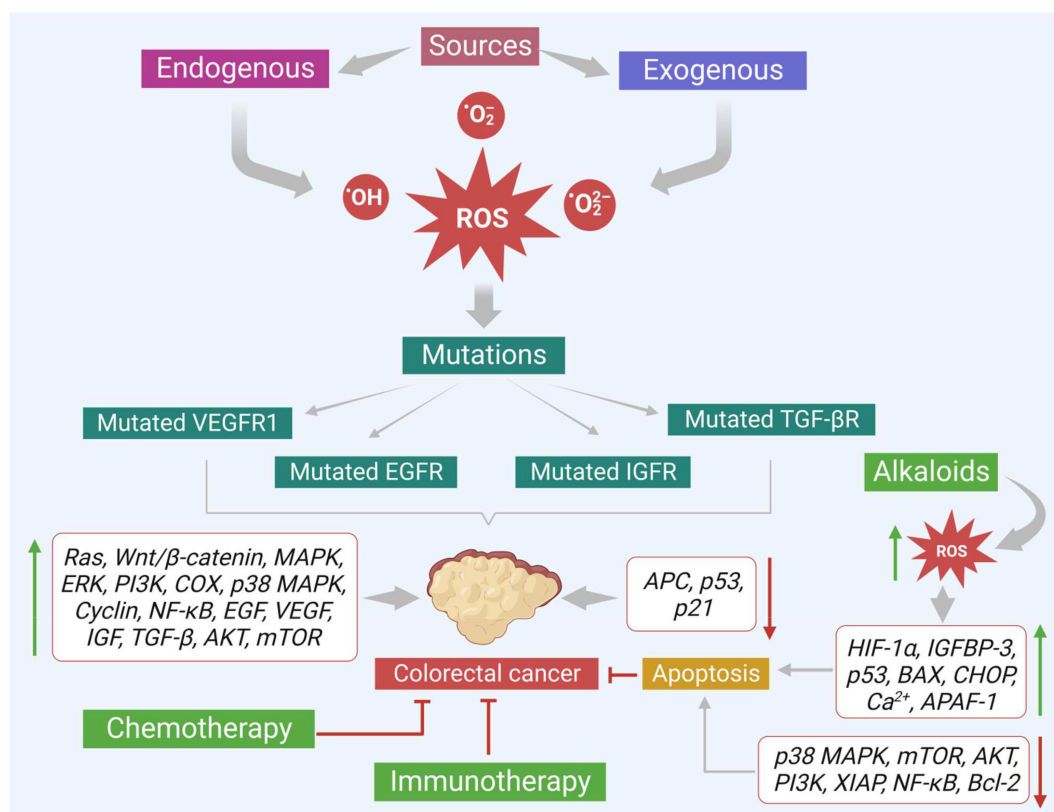 Sources
Endogenous
Exogenous
•O₂⁻
•OH
ROS
•O₂²⁻
Mutations
Mutated VEGFR1
Mutated TGF-βR
Mutated EGFR
Mutated IGFR
Alkaloids
ROS
Ras, Wnt/β-catenin, MAPK,
ERK, PI3K, COX, p38 MAPK,
Cyclin, NF-κB, EGF, VEGF,
IGF, TGF-β, AKT, mTOR
APC, p53,
p21
HIF-1α, IGFBP-3,
p53, BAX, CHOP,
Ca²⁺, APAF-1
Colorectal cancer
Apoptosis
Chemotherapy
Immunotherapy
p38 MAPK, mTOR, AKT,
PI3K, XIAP, NF-κB, Bcl-2